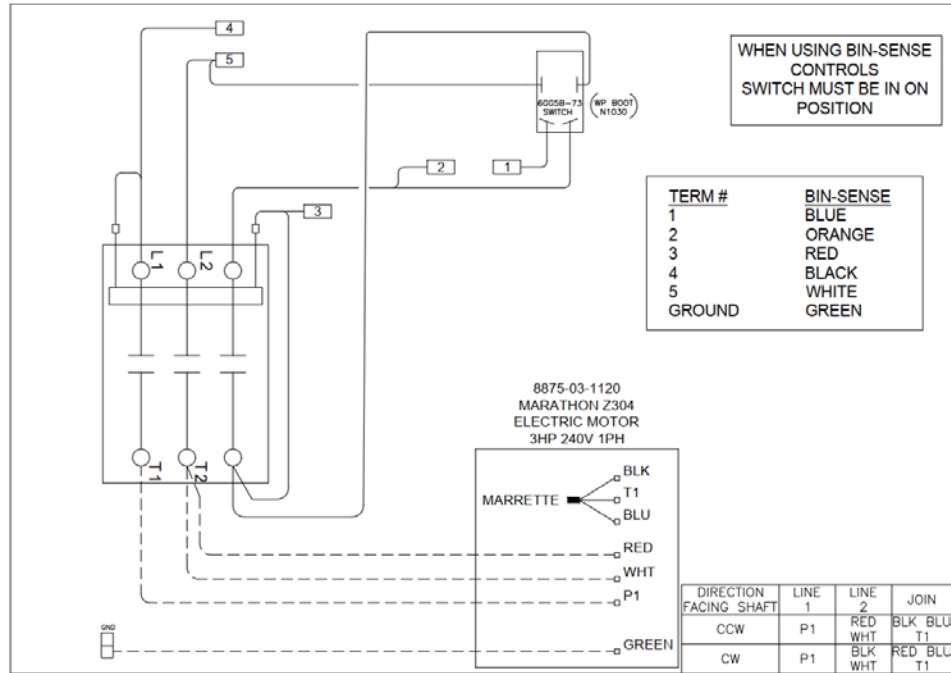 4
5
6GG5B-73
SWITCH
(WP BOOT
N1030)
WHEN USING BIN-SENSE
CONTROLS
SWITCH MUST BE IN ON
POSITION
2
1
3
TERM # BIN-SENSE
1 BLUE
2 ORANGE
3 RED
4 BLACK
5 WHITE
GROUND GREEN
L1
L2
T1
T2
8875-03-1120
MARATHON Z304
ELECTRIC MOTOR
3HP 240V 1PH
MARRETTE
BLK
T1
BLU
RED
WHT
P1
GREEN
GND
DIRECTION FACING SHAFT LINE 1 LINE 2 JOIN
CCW P1 RED WHT BLK BLU T1
CW P1 BLK WHT RED BLU T1